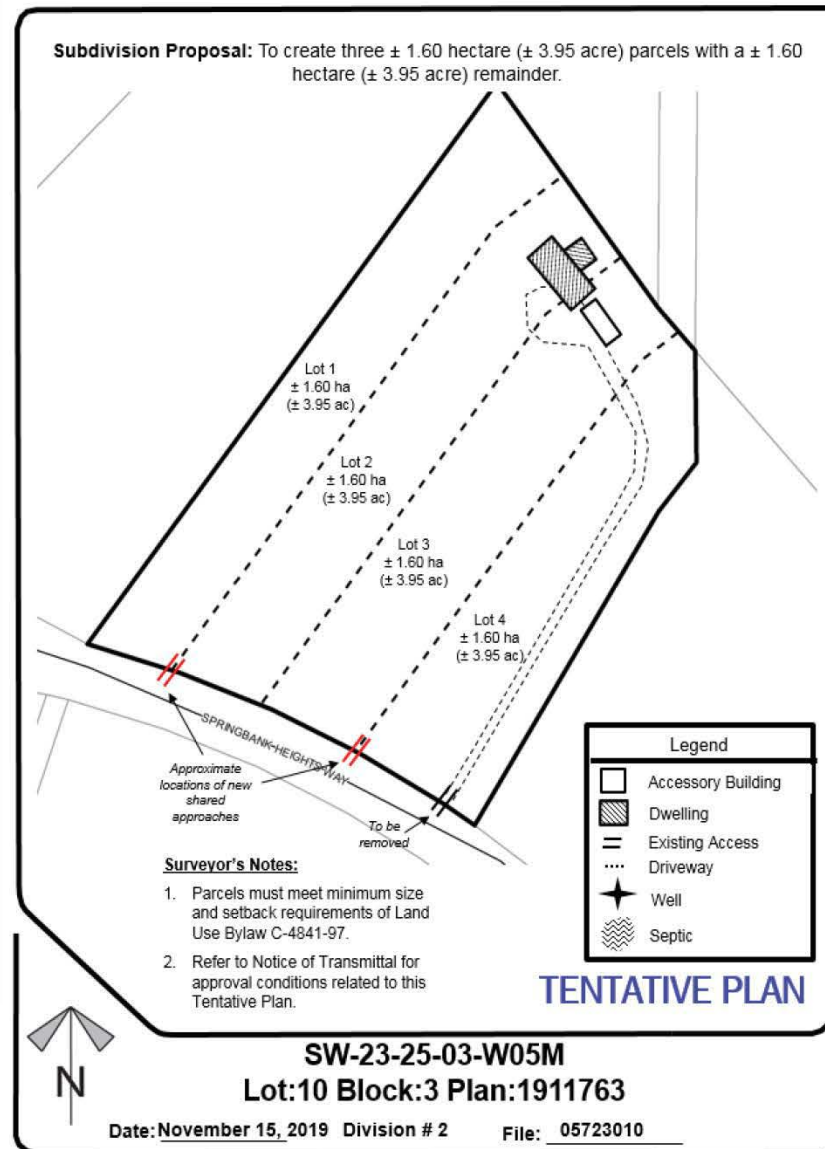 Subdivision Proposal: To create three ± 1.60 hectare (± 3.95 acre) parcels with a ± 1.60
hectare (± 3.95 acre) remainder.
Lot 1
± 1.60 ha
(± 3.95 ac)
Lot 2
± 1.60 ha
(± 3.95 ac)
Lot 3
± 1.60 ha
(± 3.95 ac)
Lot 4
± 1.60 ha
(± 3.95 ac)
SPRINGBANK HEIGHTS WAY
Approximate
locations of new
shared
approaches
To be
removed
Legend
Accessory Building
Dwelling
Existing Access
Driveway
Well
Septic
Surveyor's Notes:
1. Parcels must meet minimum size
and setback requirements of Land
Use Bylaw C-4841-97.
2. Refer to Notice of Transmittal for
approval conditions related to this
Tentative Plan.
TENTATIVE PLAN
N
SW-23-25-03-W05M
Lot:10 Block:3 Plan:1911763
Date: November 15, 2019 Division # 2 File: 05723010